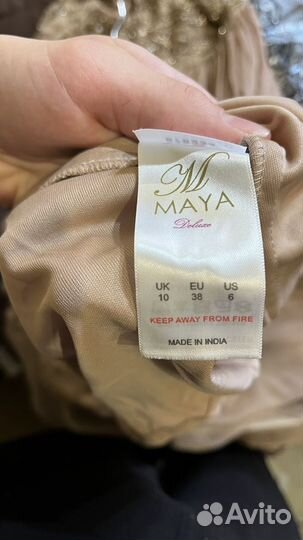 M
MAYA
Deluxe
UK EU US
10 38 6
KEEP AWAY FROM FIRE
MADE IN INDIA
Avito